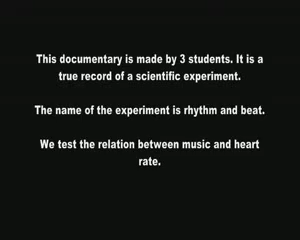 This documentary is made by 3 students. It is a
true record of a scientific experiment.
The name of the experiment is rhythm and beat.
We test the relation between music and heart
rate.